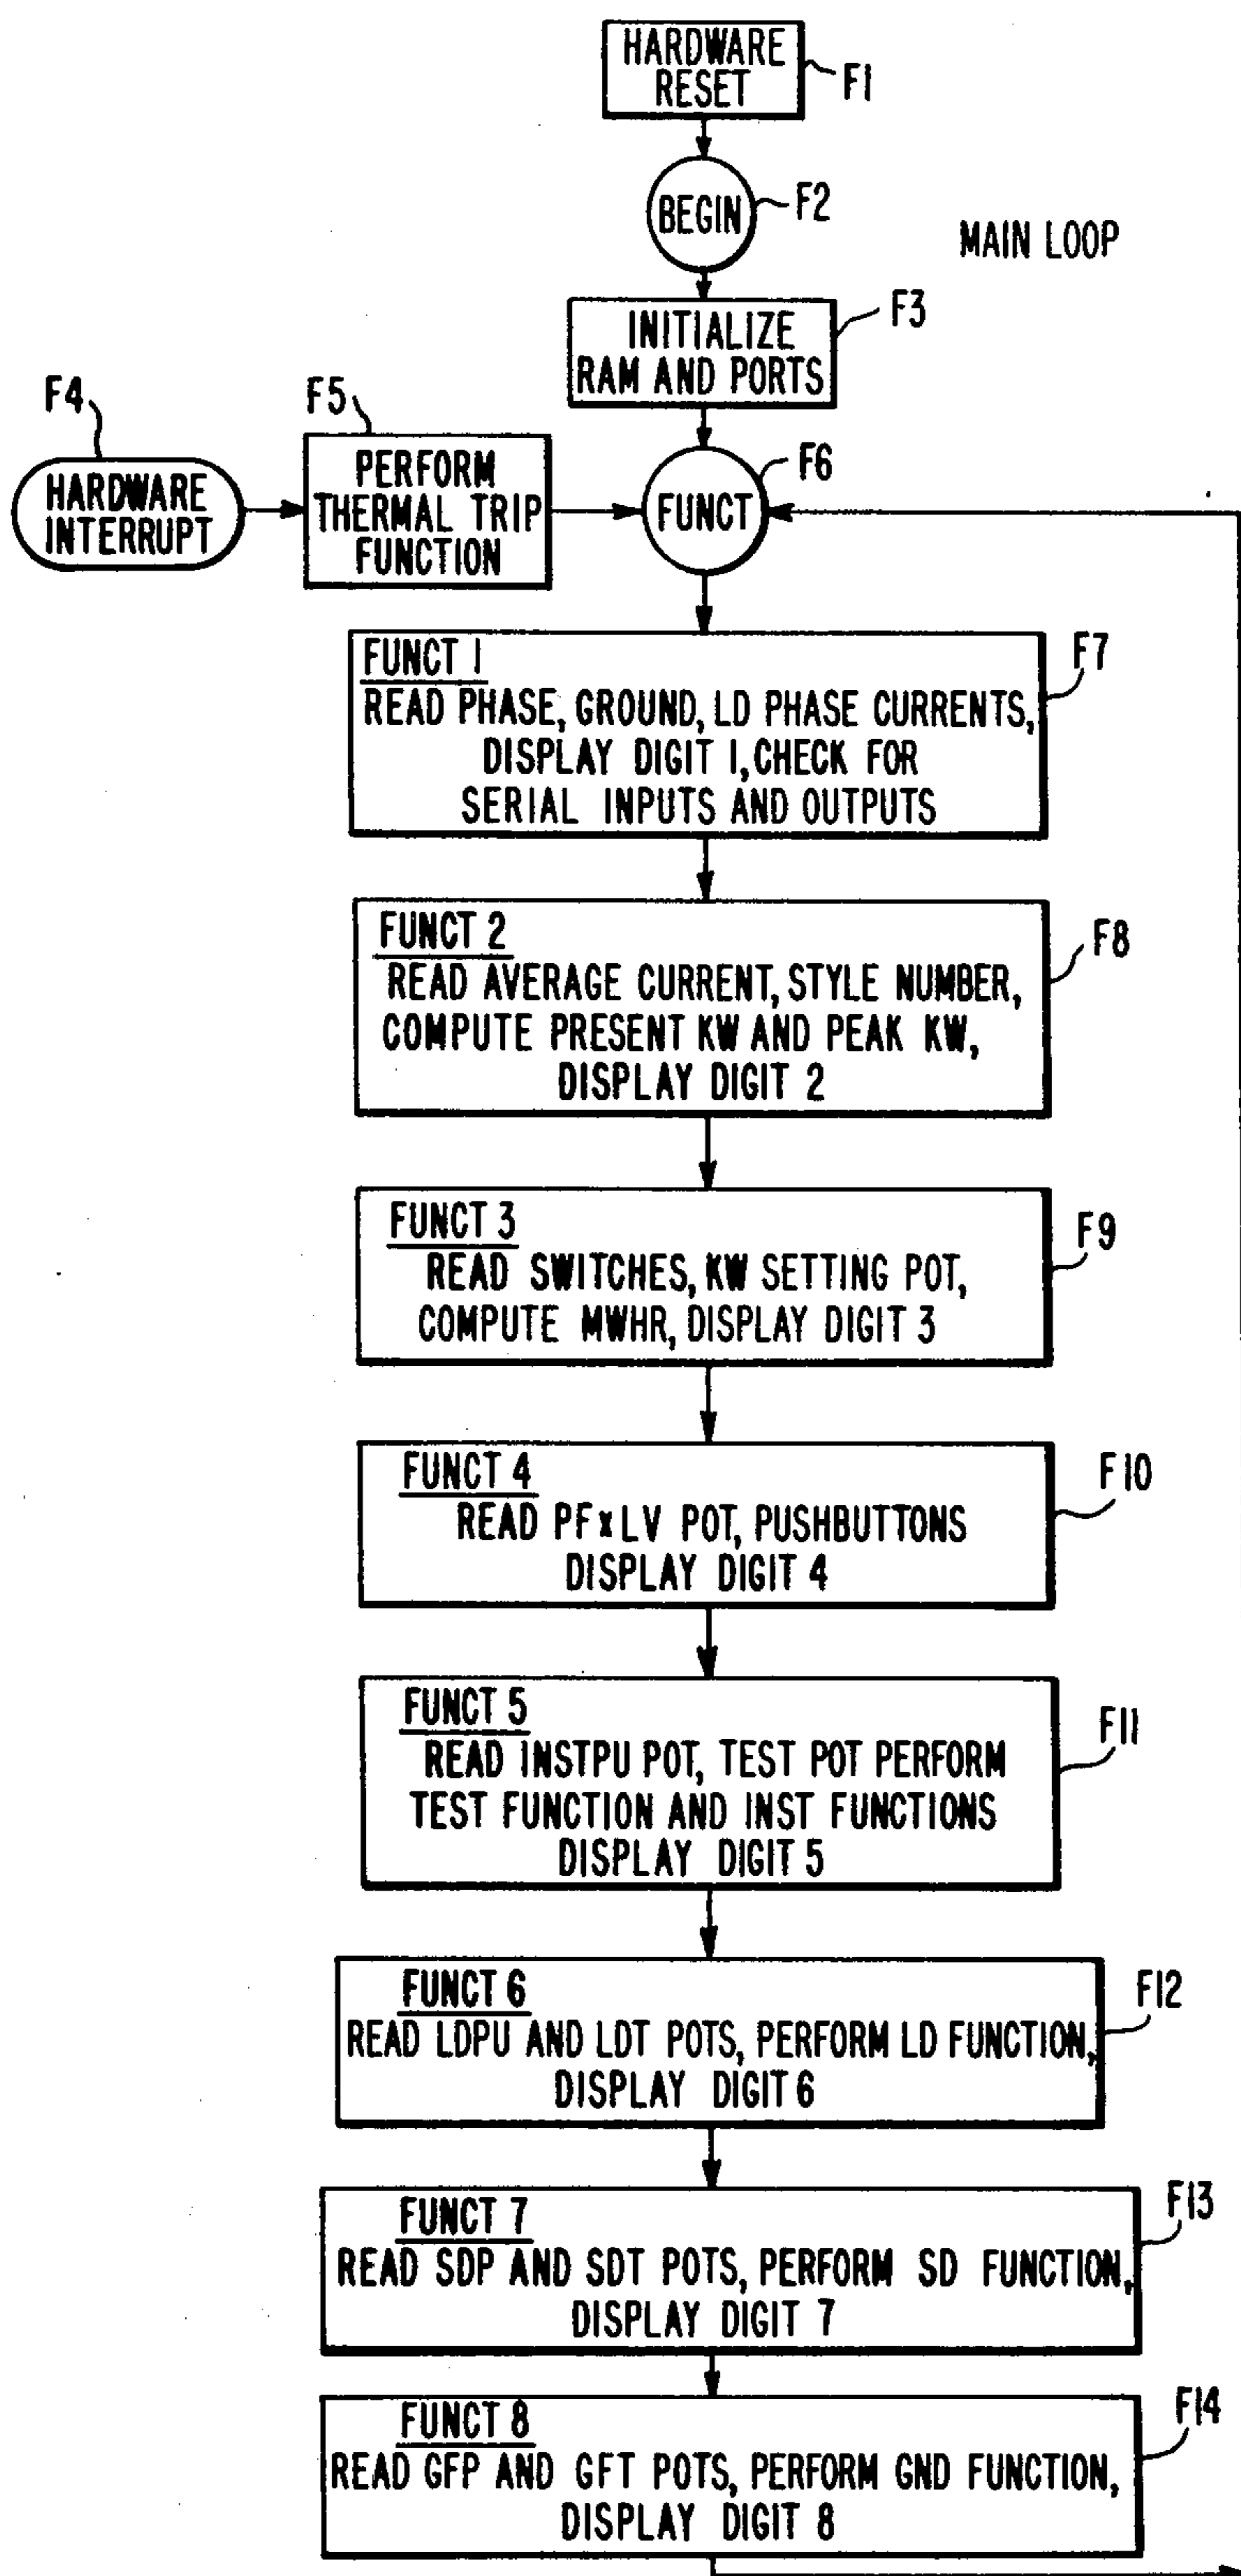 HARDWARE
RESET
F1
BEGIN
F2
MAIN LOOP
INITIALIZE
RAM AND PORTS
F3
F4
HARDWARE
INTERRUPT
F5
PERFORM
THERMAL TRIP
FUNCTION
FUNCT
F6
FUNCT 1
READ PHASE, GROUND, LD PHASE CURRENTS,
DISPLAY DIGIT 1, CHECK FOR
SERIAL INPUTS AND OUTPUTS
F7
FUNCT 2
READ AVERAGE CURRENT, STYLE NUMBER,
COMPUTE PRESENT KW AND PEAK KW,
DISPLAY DIGIT 2
F8
FUNCT 3
READ SWITCHES, KW SETTING POT,
COMPUTE MWHR, DISPLAY DIGIT 3
F9
FUNCT 4
READ PF x LV POT, PUSHBUTTONS
DISPLAY DIGIT 4
F10
FUNCT 5
READ INSTPU POT, TEST POT PERFORM
TEST FUNCTION AND INST FUNCTIONS
DISPLAY DIGIT 5
F11
FUNCT 6
READ LDPU AND LDT POTS, PERFORM LD FUNCTION,
DISPLAY DIGIT 6
F12
FUNCT 7
READ SDP AND SDT POTS, PERFORM SD FUNCTION,
DISPLAY DIGIT 7
F13
FUNCT 8
READ GFP AND GFT POTS, PERFORM GND FUNCTION,
DISPLAY DIGIT 8
F14